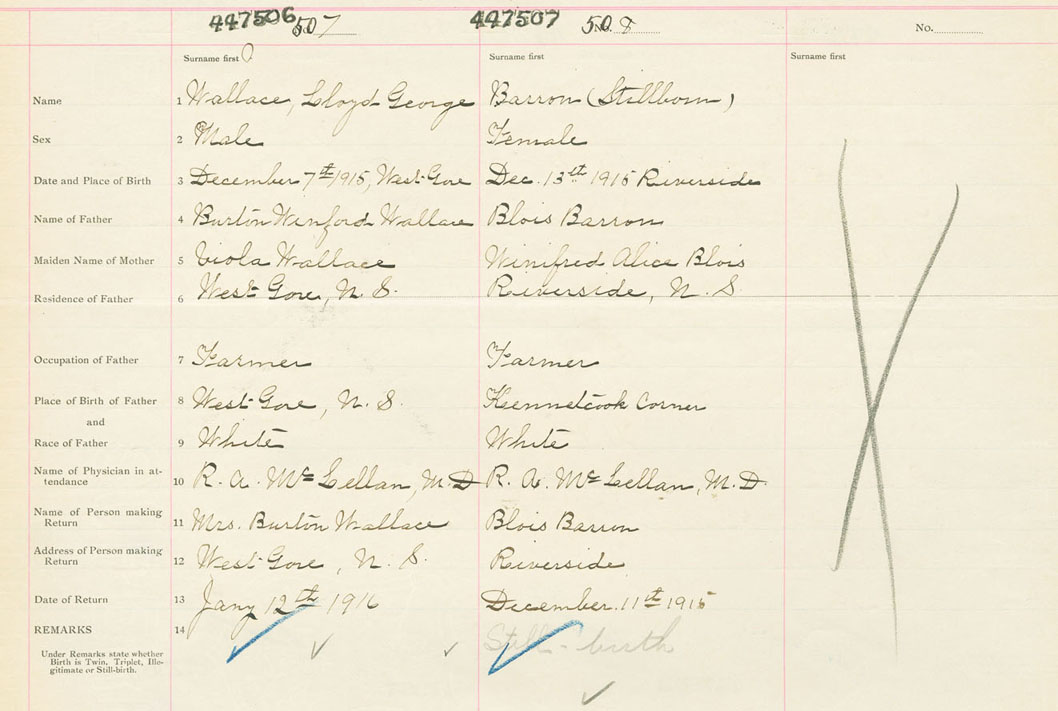 447506 507 447507 No. 508 No.
Surname first Surname first Surname first
Name 1 Wallace, Lloyd George Barron (Stillborn)
Sex 2 Male Female
Date and Place of Birth 3 December 7th 1915, West Gore Dec. 13th 1915 Riverside
Name of Father 4 Burton Winford Wallace Blois Barron
Maiden Name of Mother 5 Viola Wallace Winifred Alice Blois
Residence of Father 6 West Gore, N. S. Riverside, N. S.
Occupation of Father 7 Farmer Farmer
Place of Birth of Father 8 West Gore, N. S. Kennetcook Corner
and
Race of Father 9 White White
Name of Physician in at-
tendance 10 R. A. McLellan, M. D R. A. McLellan, M. D.
Name of Person making
Return 11 Mrs. Burton Wallace Blois Barron
Address of Person making
Return 12 West Gore, N. S. Riverside
Date of Return 13 Jany 12th 1916 December. 11th 1915
REMARKS 14 Still-birth
Under Remarks state whether
Birth is Twin. Triplet, Ille-
gitimate or Still-birth.